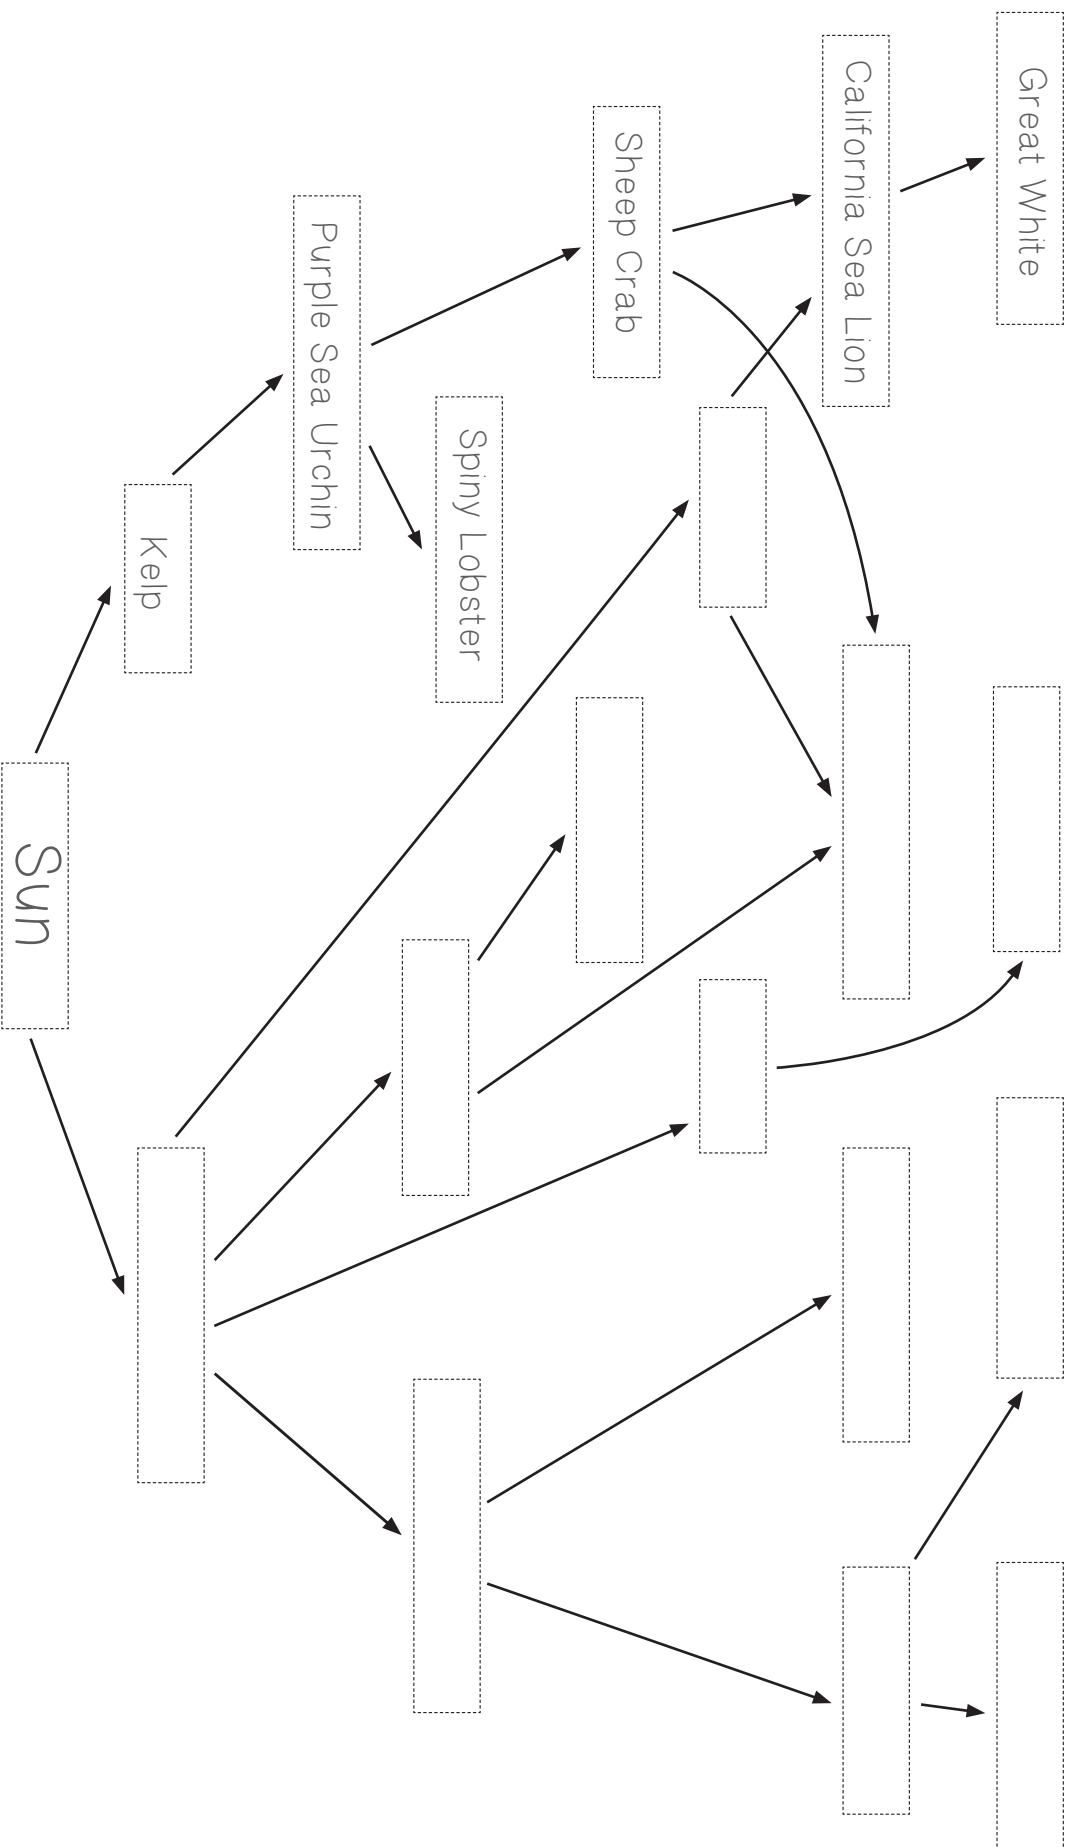 Great White
California Sea Lion
Sheep Crab
Purple Sea Urchin
Spiny Lobster
Kelp
Sun